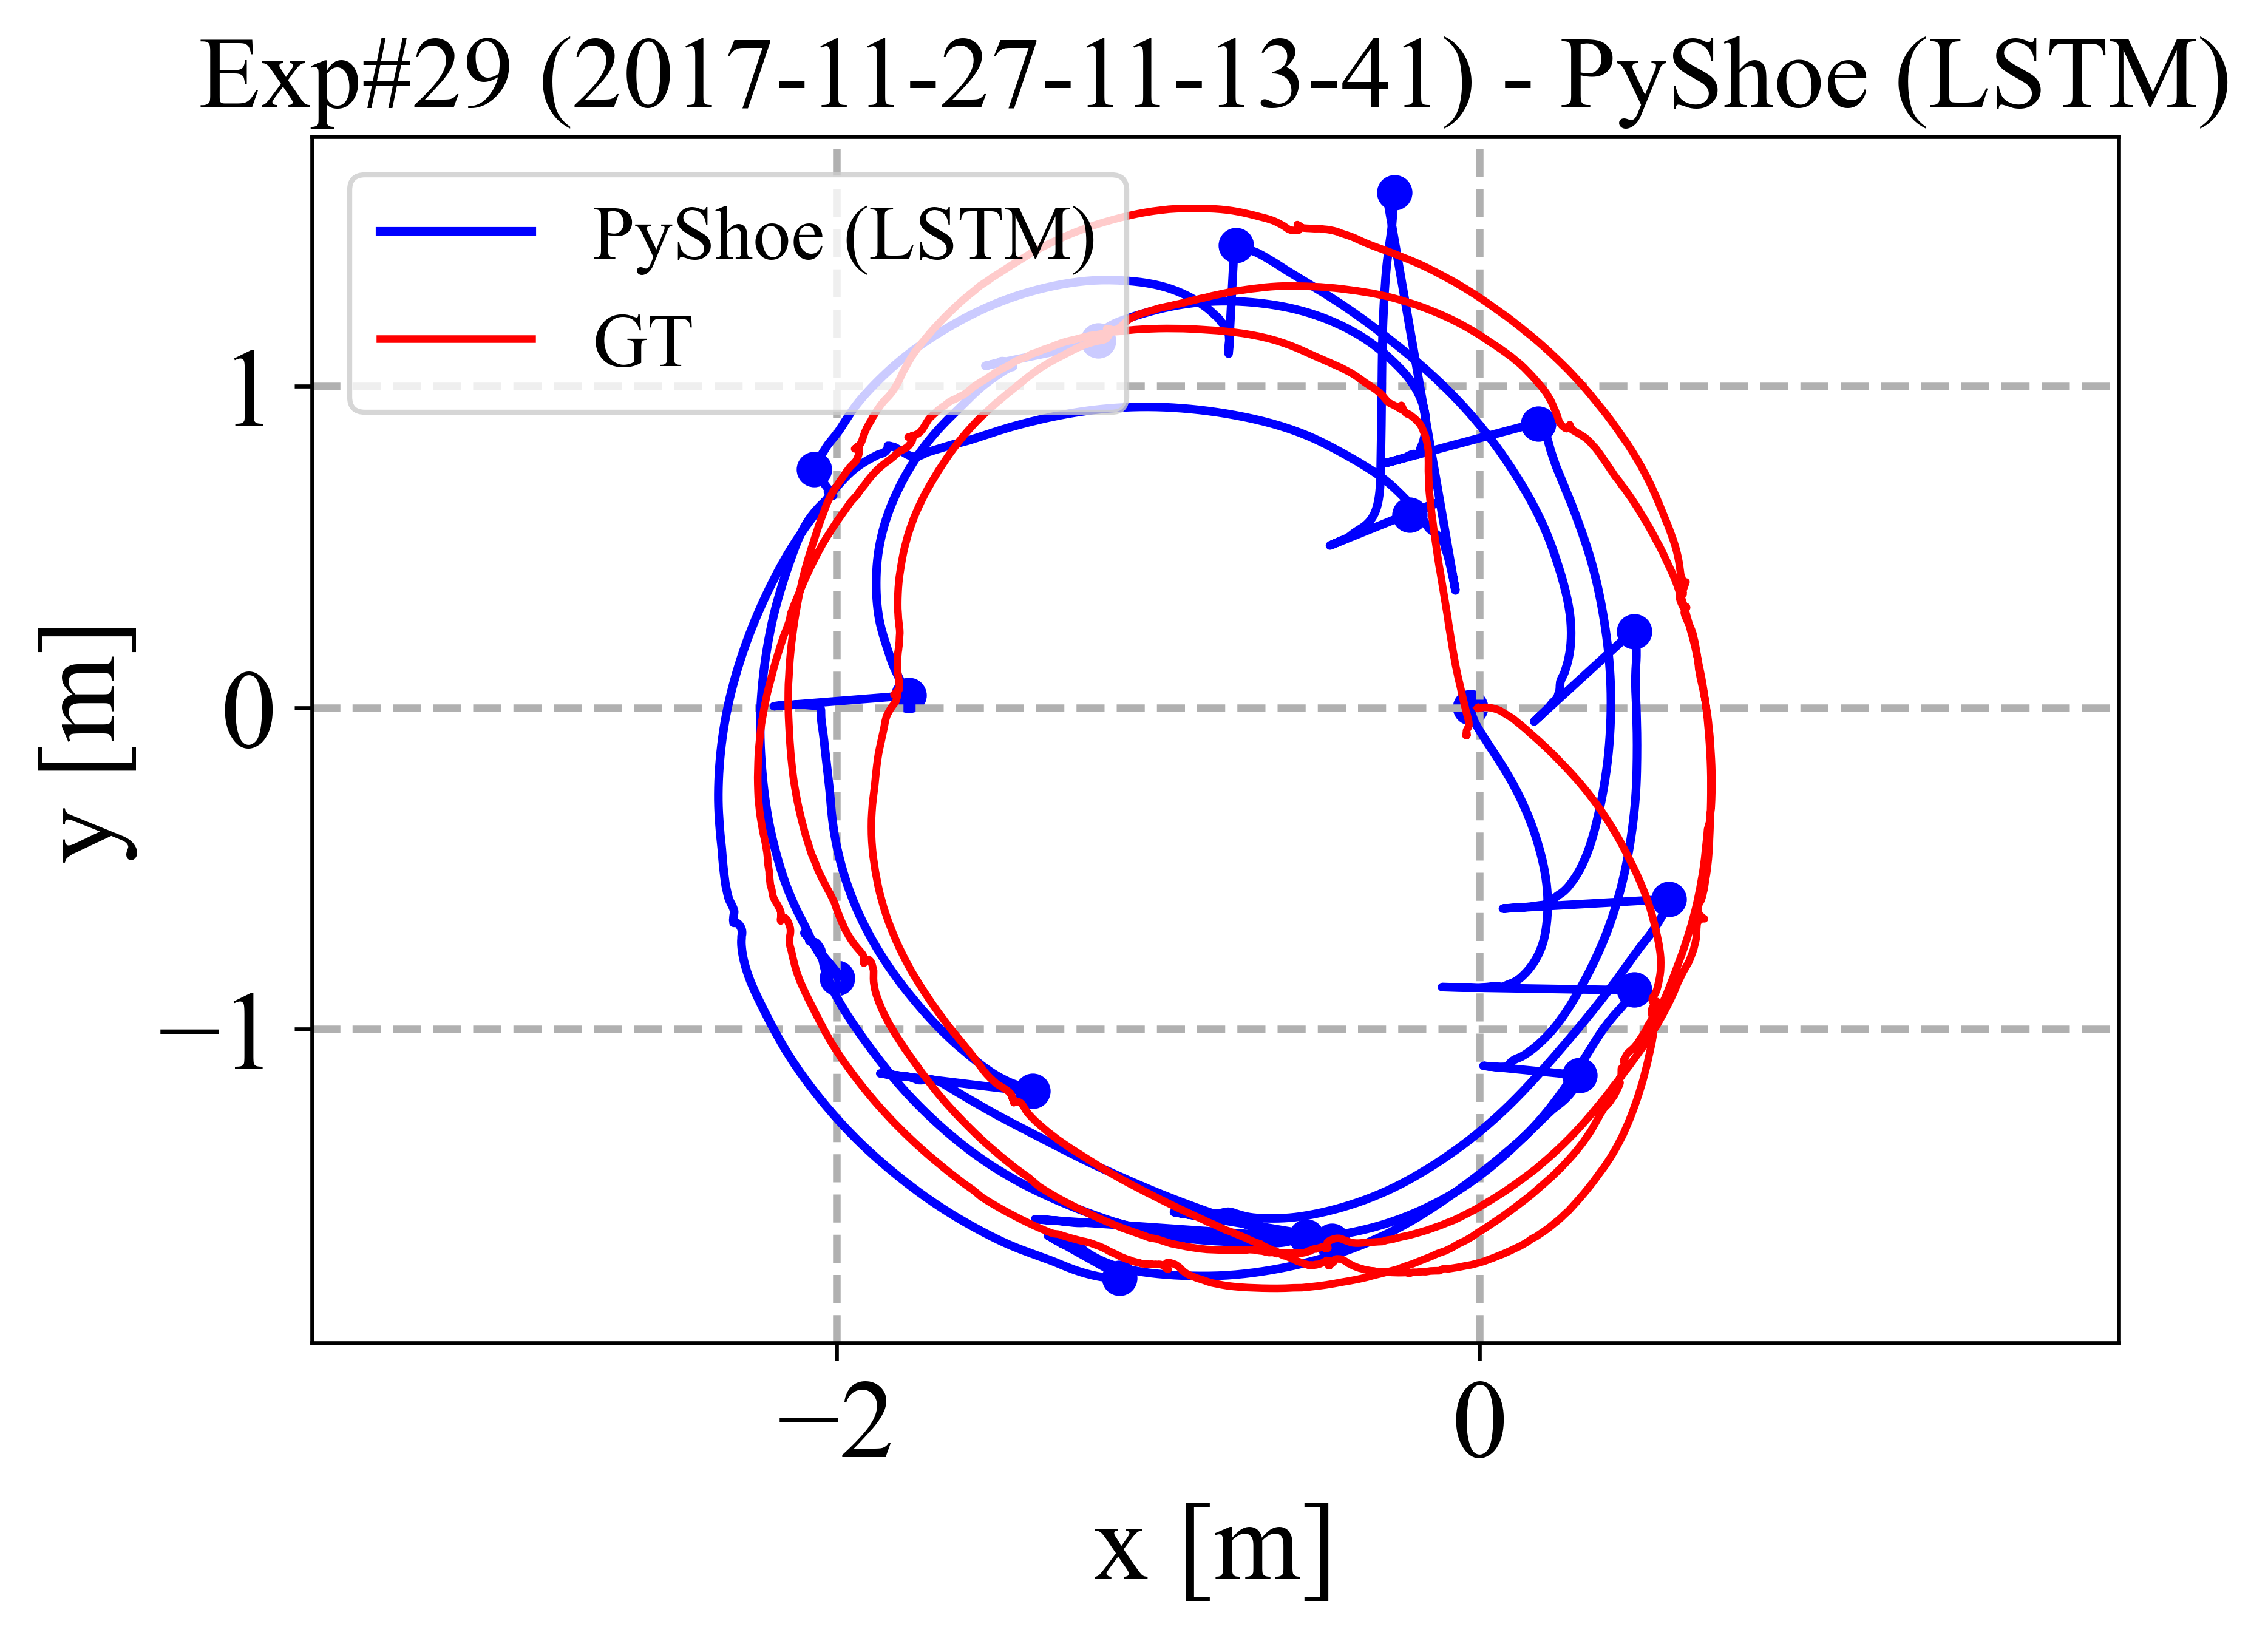 Exp#29 (2017-11-27-11-13-41) - PyShoe (LSTM)
PyShoe (LSTM)
GT
1
0
−1
y [m]
−2
0
x [m]